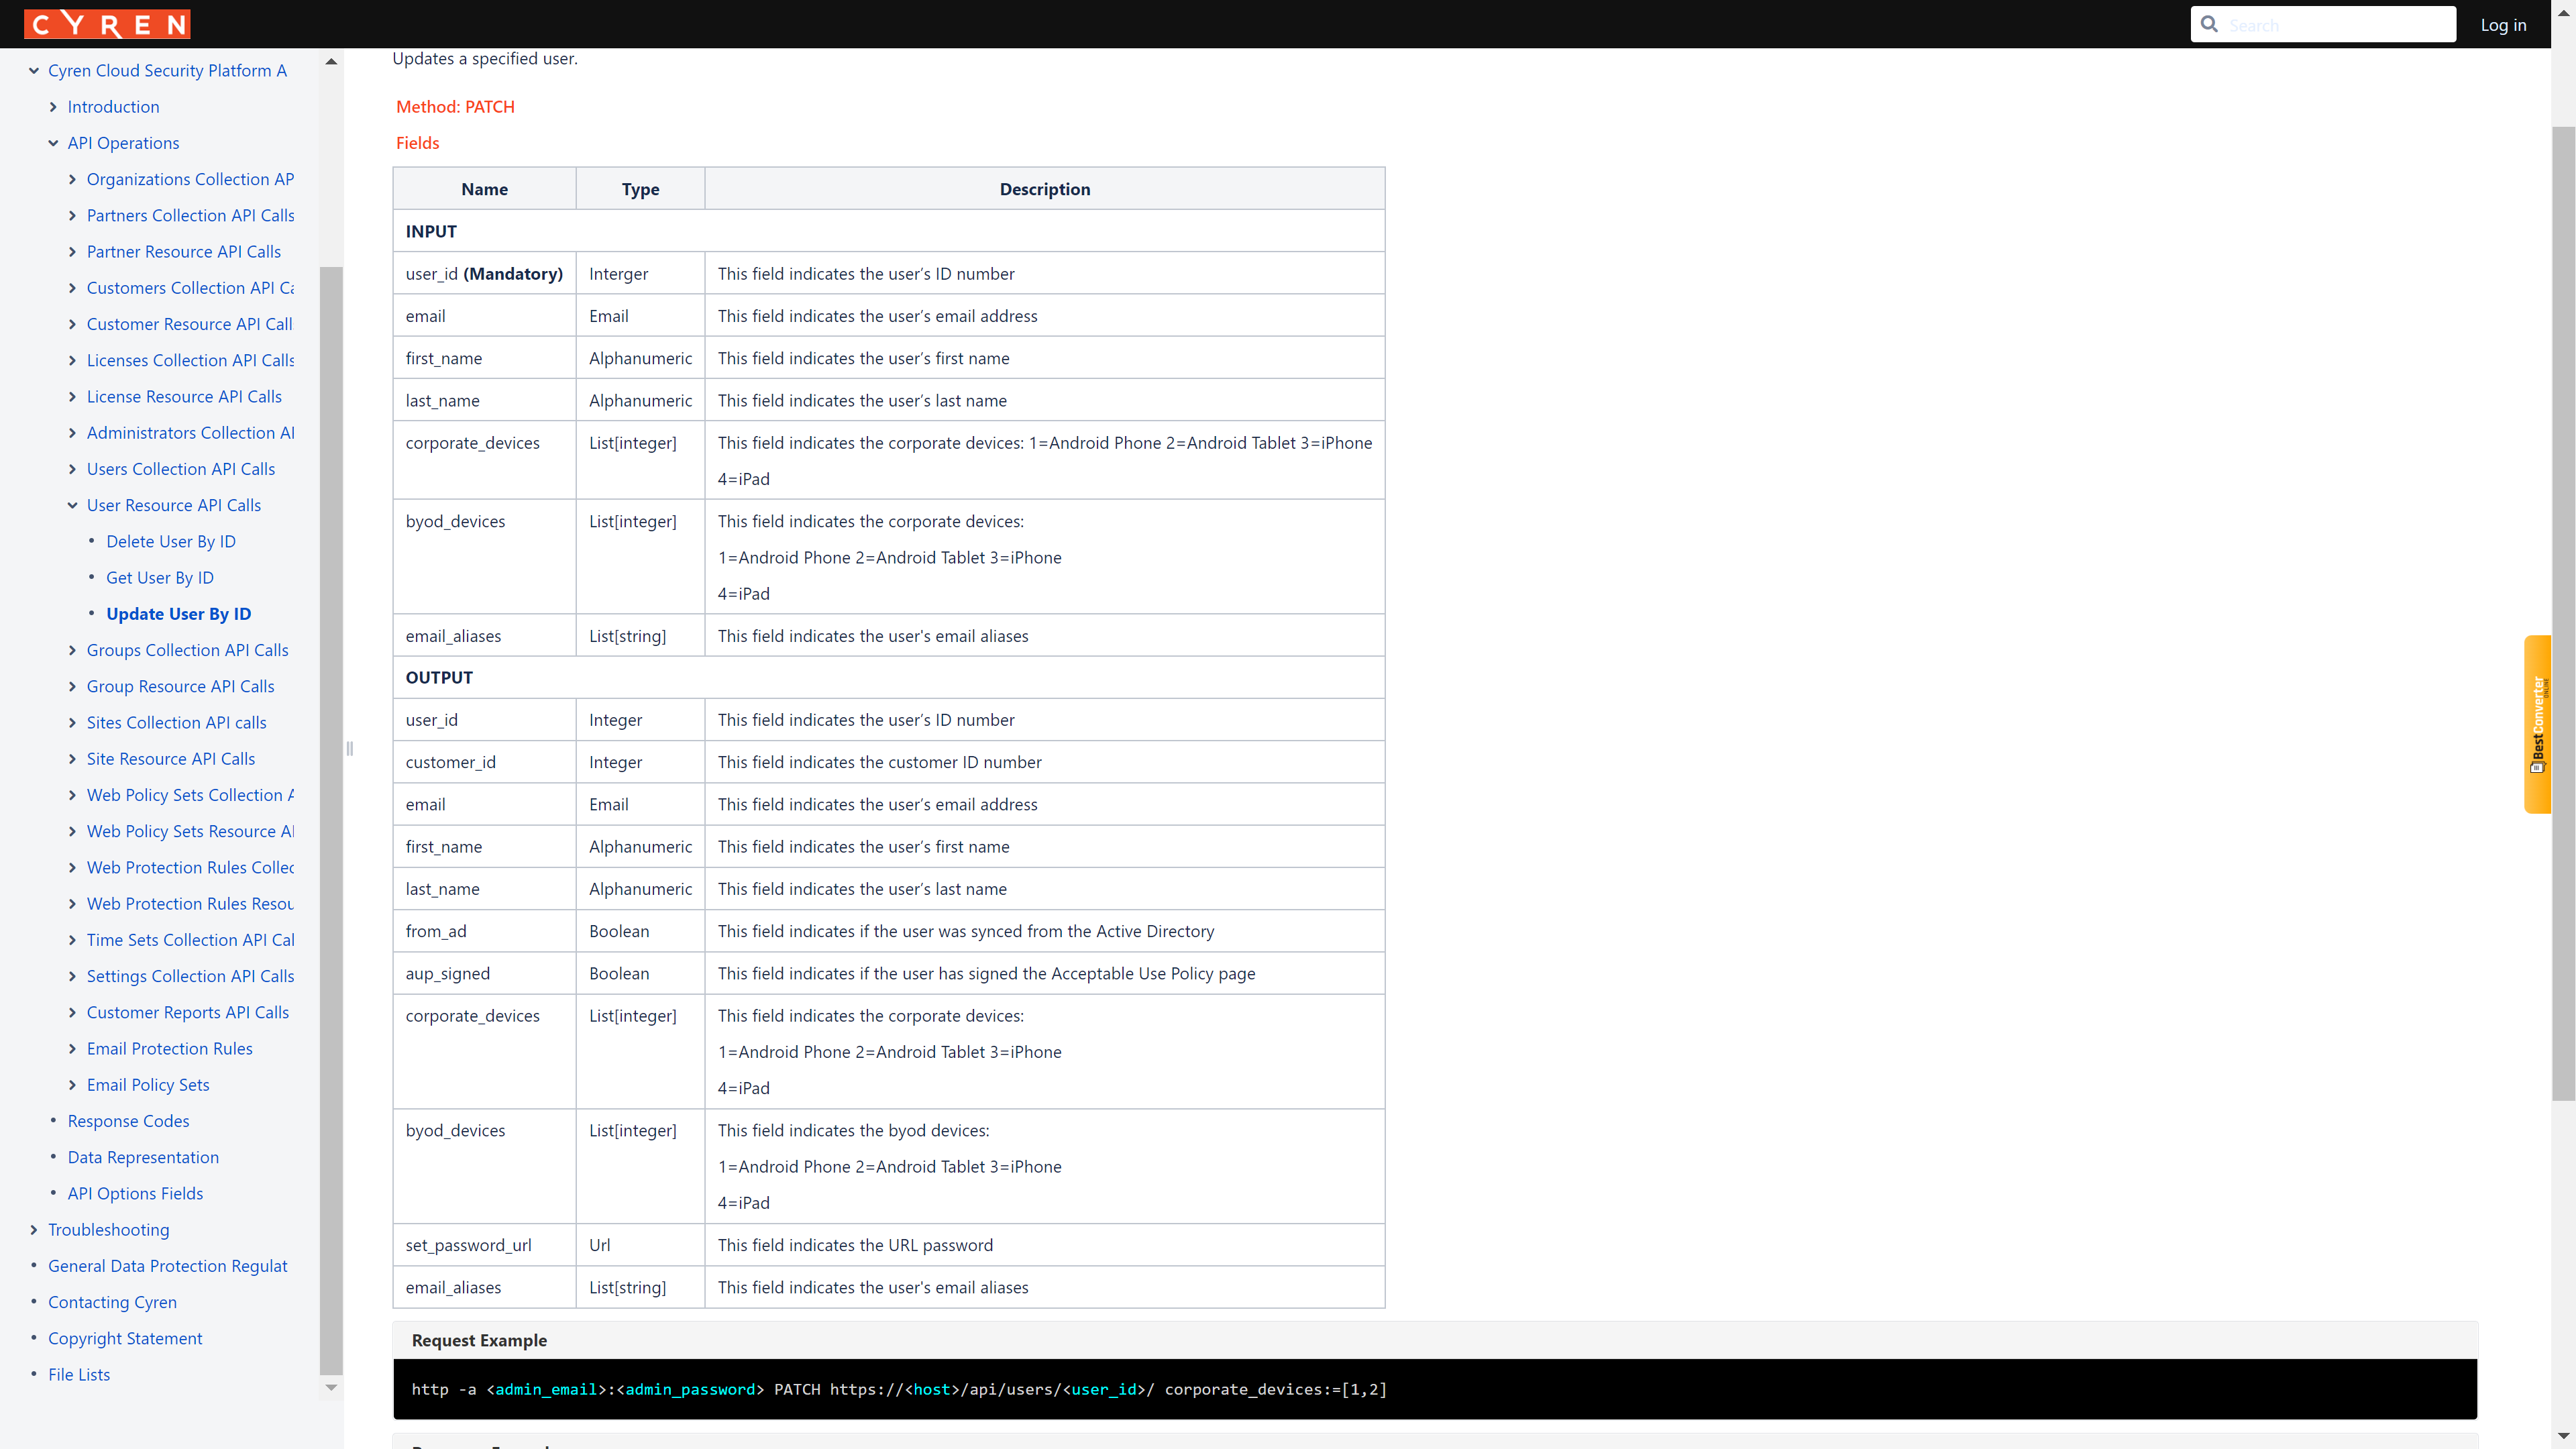 CYREN
Search
Log in
Cyren Cloud Security Platform A
Introduction
API Operations
Organizations Collection AP
Partners Collection API Calls
Partner Resource API Calls
Customers Collection API Ca
Customer Resource API Call
Licenses Collection API Calls
License Resource API Calls
Administrators Collection AI
Users Collection API Calls
User Resource API Calls
Delete User By ID
Get User By ID
Update User By ID
Groups Collection API Calls
Group Resource API Calls
Sites Collection API calls
Site Resource API Calls
Web Policy Sets Collection A
Web Policy Sets Resource AI
Web Protection Rules Collec
Web Protection Rules Resou
Time Sets Collection API Cal
Settings Collection API Calls
Customer Reports API Calls
Email Protection Rules
Email Policy Sets
Response Codes
Data Representation
API Options Fields
Troubleshooting
General Data Protection Regulat
Contacting Cyren
Copyright Statement
File Lists
Updates a specified user.
Method: PATCH
Fields
Name Type Description
INPUT
user_id (Mandatory) Interger This field indicates the user’s ID number
email Email This field indicates the user’s email address
first_name Alphanumeric This field indicates the user’s first name
last_name Alphanumeric This field indicates the user’s last name
corporate_devices List[integer] This field indicates the corporate devices: 1=Android Phone 2=Android Tablet 3=iPhone
4=iPad
byod_devices List[integer] This field indicates the corporate devices:
1=Android Phone 2=Android Tablet 3=iPhone
4=iPad
email_aliases List[string] This field indicates the user's email aliases
OUTPUT
user_id Integer This field indicates the user’s ID number
customer_id Integer This field indicates the customer ID number
email Email This field indicates the user’s email address
first_name Alphanumeric This field indicates the user’s first name
last_name Alphanumeric This field indicates the user’s last name
from_ad Boolean This field indicates if the user was synced from the Active Directory
aup_signed Boolean This field indicates if the user has signed the Acceptable Use Policy page
corporate_devices List[integer] This field indicates the corporate devices:
1=Android Phone 2=Android Tablet 3=iPhone
4=iPad
byod_devices List[integer] This field indicates the byod devices:
1=Android Phone 2=Android Tablet 3=iPhone
4=iPad
set_password_url Url This field indicates the URL password
email_aliases List[string] This field indicates the user's email aliases
Request Example
http -a <admin_email>:<admin_password> PATCH https://<host>/api/users/<user_id>/ corporate_devices:=[1,2]
BestConverter